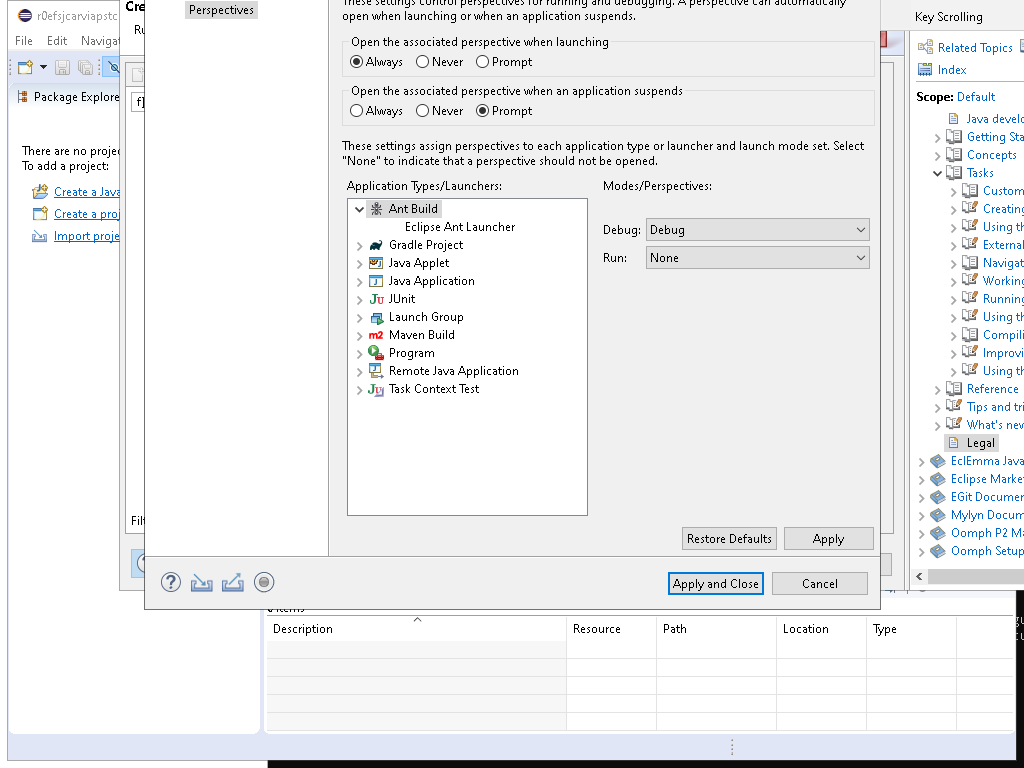 r0efsjcarviapstc
Cre
Perspectives
These settings control perspectives for running and debugging. A perspective can automatically
open when launching or when an application suspends.
Key Scrolling
File Edit Navigat
Ru
Open the associated perspective when launching
Always Never Prompt
Related Topics
Index
Open the associated perspective when an application suspends
Always Never Prompt
Package Explore
Scope: Default
Java develo
Getting Sta
Concepts
Tasks
Custom
Creating
Using th
External
Navigat
Working
Running
Using th
Compili
Improvi
Using th
Reference
Tips and tri
What's new
Legal
EclEmma Java
Eclipse Marke
EGit Documen
Mylyn Docum
Oomph P2 Ma
Oomph Setup
There are no projec
To add a project:
Create a Java
Create a proj
Import proje
These settings assign perspectives to each application type or launcher and launch mode set. Select
"None" to indicate that a perspective should not be opened.
Application Types/Launchers:
Modes/Perspectives:
Ant Build
Eclipse Ant Launcher
Gradle Project
Java Applet
Java Application
JUnit
Launch Group
Maven Build
Program
Remote Java Application
Task Context Test
Debug: Debug
Run: None
Filt
Restore Defaults Apply
Apply and Close Cancel
0 items
Description Resource Path Location Type